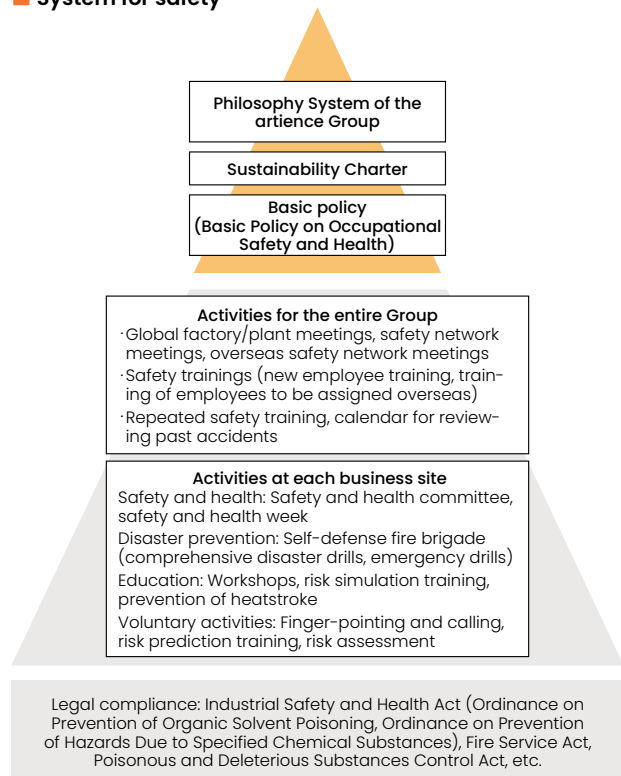 ■ System for safety
Philosophy System of the
artience Group
Sustainability Charter
Basic policy
(Basic Policy on Occupational
Safety and Health)
Activities for the entire Group
·Global factory/plant meetings, safety network
meetings, overseas safety network meetings
·Safety trainings (new employee training, train-
ing of employees to be assigned overseas)
·Repeated safety training, calendar for review-
ing past accidents
Activities at each business site
Safety and health: Safety and health committee,
safety and health week
Disaster prevention: Self-defense fire brigade
(comprehensive disaster drills, emergency drills)
Education: Workshops, risk simulation training,
prevention of heatstroke
Voluntary activities: Finger-pointing and calling,
risk prediction training, risk assessment
Legal compliance: Industrial Safety and Health Act (Ordinance on
Prevention of Organic Solvent Poisoning, Ordinance on Prevention
of Hazards Due to Specified Chemical Substances), Fire Service Act,
Poisonous and Deleterious Substances Control Act, etc.